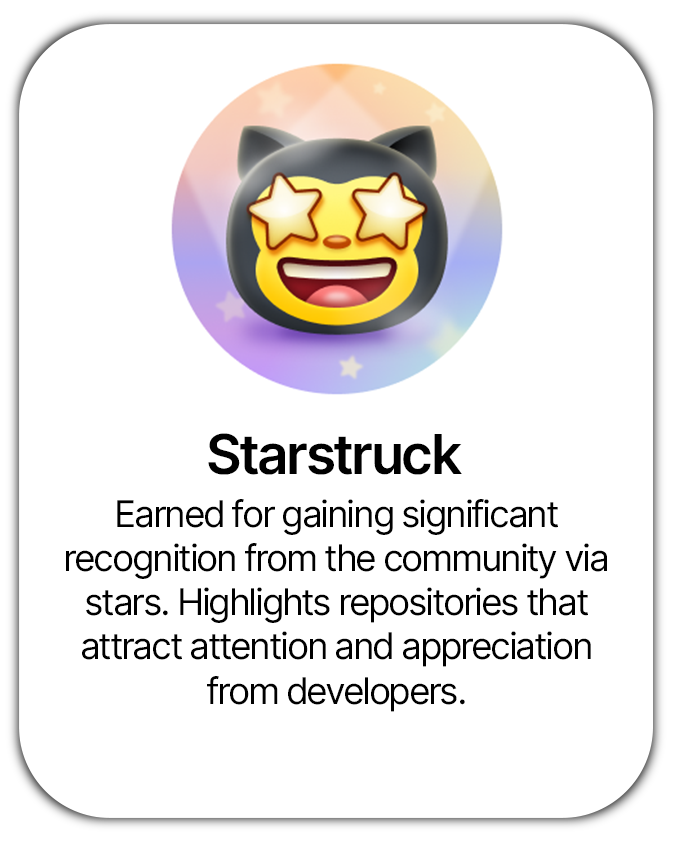 Starstruck
Earned for gaining significant
recognition from the community via
stars. Highlights repositories that
attract attention and appreciation
from developers.